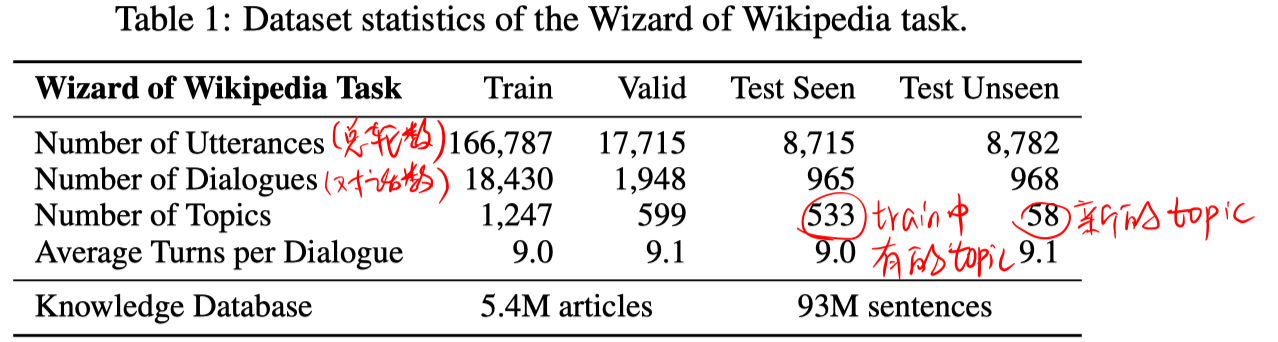 Table 1: Dataset statistics of the Wizard of Wikipedia task.
Wizard of Wikipedia Task Train Valid Test Seen Test Unseen
Number of Utterances (总轮数) 166,787 17,715 8,715 8,782
Number of Dialogues (对话数) 18,430 1,948 965 968
Number of Topics 1,247 599 533 train中 58 新的topic
Average Turns per Dialogue 9.0 9.1 9.0 有的topic 9.1
Knowledge Database 5.4M articles 93M sentences